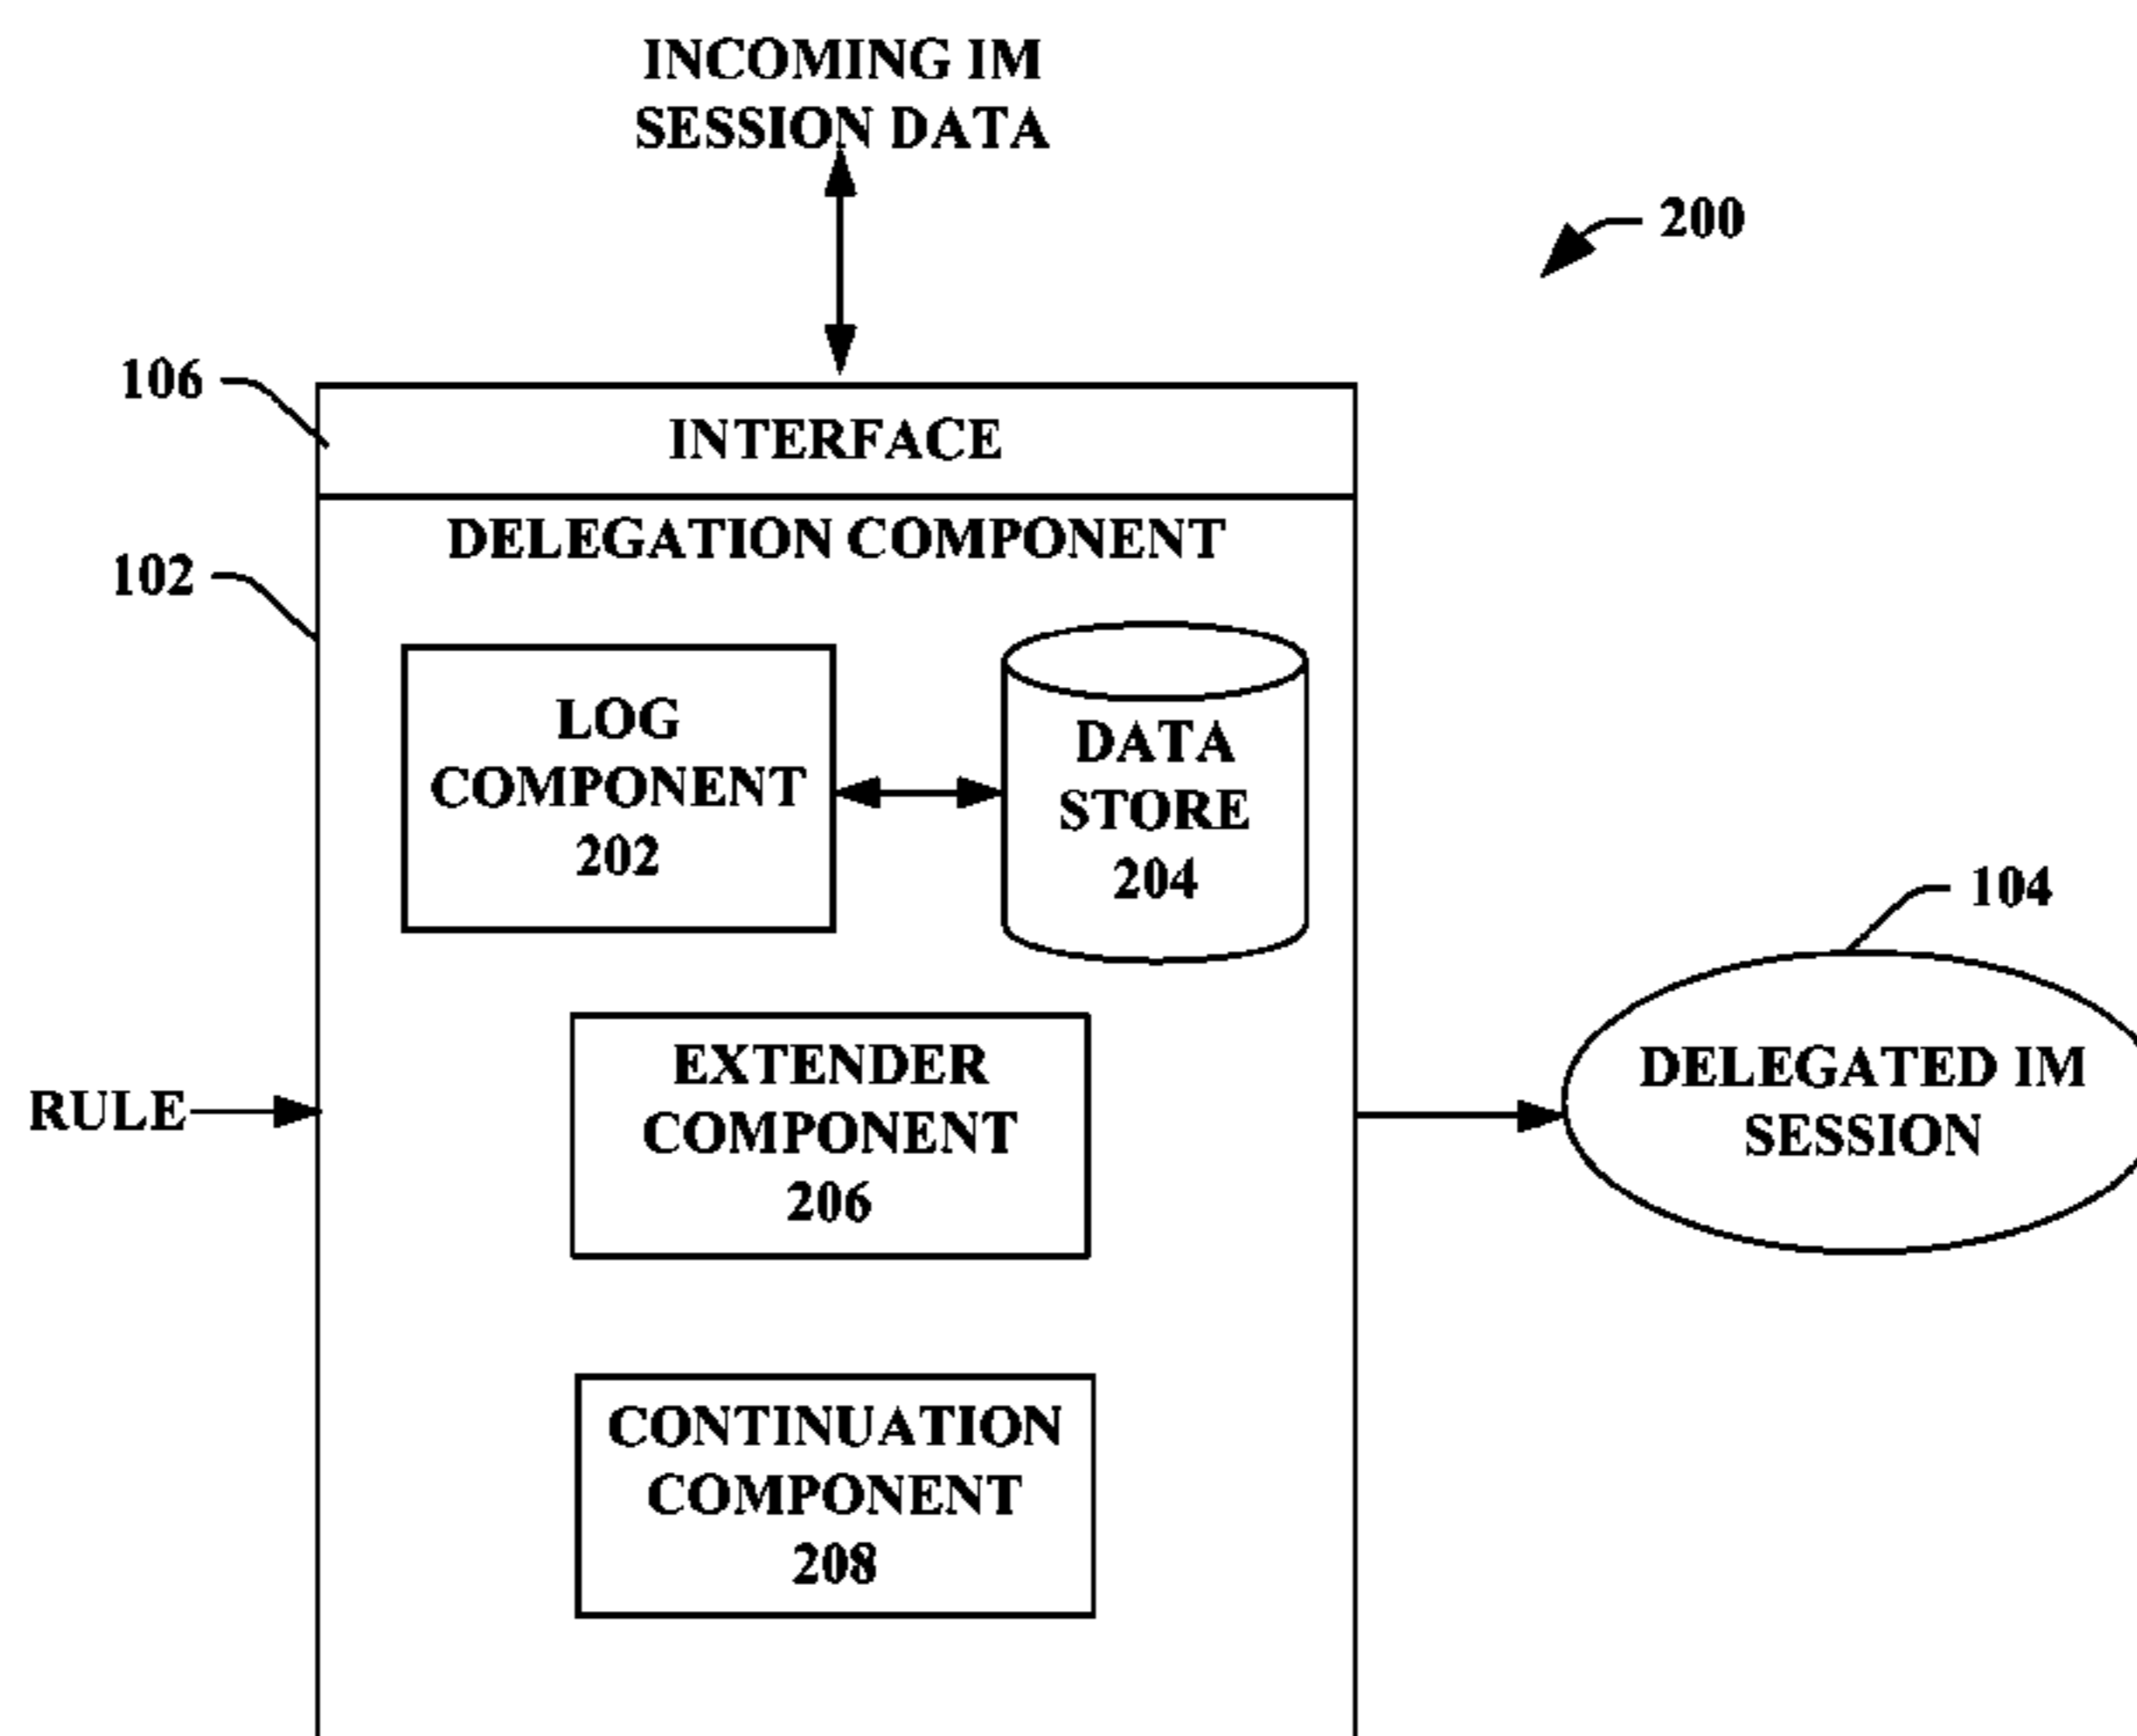 INCOMING IM
SESSION DATA
200
106
INTERFACE
DELEGATION COMPONENT
102
LOG
COMPONENT
202
DATA
STORE
204
104
RULE
EXTENDER
COMPONENT
206
DELEGATED IM
SESSION
CONTINUATION
COMPONENT
208